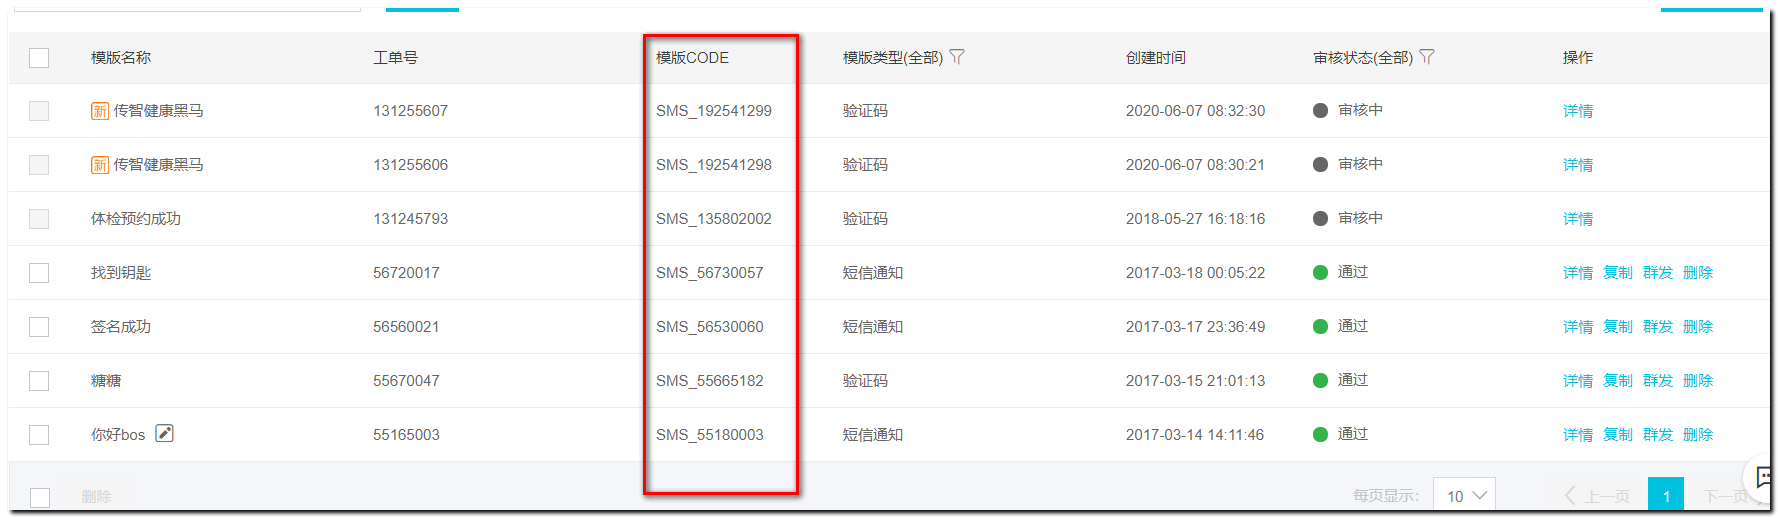 模版名称 工单号 模版CODE 模版类型(全部) 创建时间 审核状态(全部) 操作
新 传智健康黑马 131255607 SMS_192541299 验证码 2020-06-07 08:32:30 审核中 详情
新 传智健康黑马 131255606 SMS_192541298 验证码 2020-06-07 08:30:21 审核中 详情
体检预约成功 131245793 SMS_135802002 验证码 2018-05-27 16:18:16 审核中 详情
找到钥匙 56720017 SMS_56730057 短信通知 2017-03-18 00:05:22 通过 详情 复制 群发 删除
签名成功 56560021 SMS_56530060 短信通知 2017-03-17 23:36:49 通过 详情 复制 群发 删除
糖糖 55670047 SMS_55665182 验证码 2017-03-15 21:01:13 通过 详情 复制 群发 删除
你好bos 55165003 SMS_55180003 短信通知 2017-03-14 14:11:46 通过 详情 复制 群发 删除
删除 每页显示: 10 上一页 1 下一页